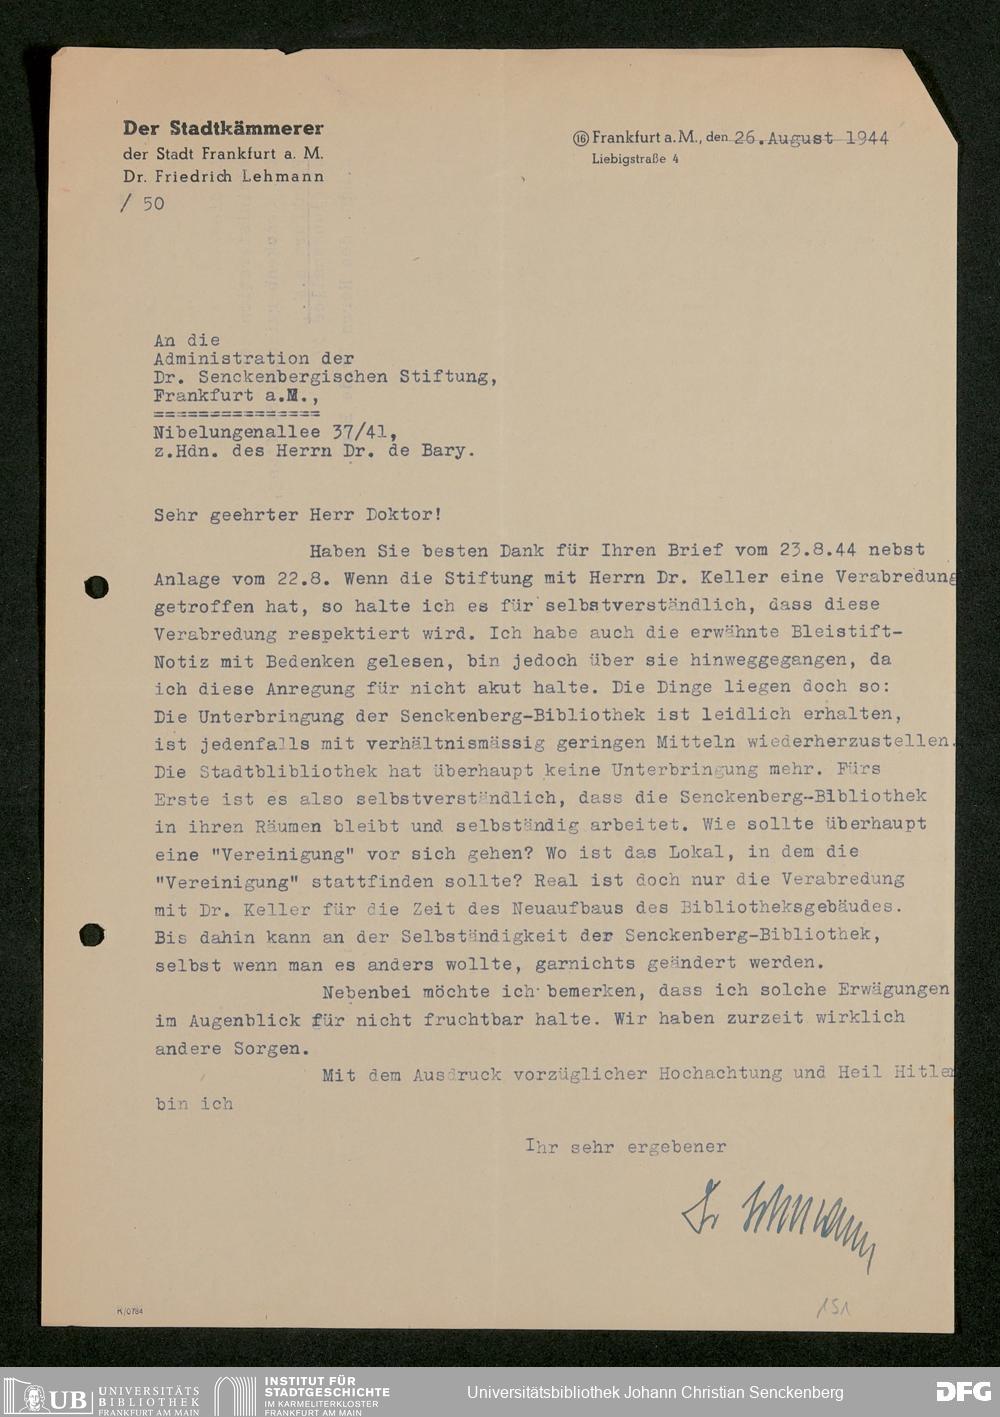 Der Stadtkämmerer
der Stadt Frankfurt a. M.
Dr. Friedrich Lehmann
/ 50
⑯ Frankfurt a. M., den 26. August 1944
Liebigstraße 4
An die
Administration der
Dr. Senckenbergischen Stiftung,
Frankfurt a.M.,
===============
Nibelungenallee 37/41,
z.Hdn. des Herrn Dr. de Bary.
Sehr geehrter Herr Doktor!
Haben Sie besten Dank für Ihren Brief vom 23.8.44 nebst
Anlage vom 22.8. Wenn die Stiftung mit Herrn Dr. Keller eine Verabredung
getroffen hat, so halte ich es für selbstverständlich, dass diese
Verabredung respektiert wird. Ich habe auch die erwähnte Bleistift-
Notiz mit Bedenken gelesen, bin jedoch über sie hinweggegangen, da
ich diese Anregung für nicht akut halte. Die Dinge liegen doch so:
Die Unterbringung der Senckenberg-Bibliothek ist leidlich erhalten,
ist jedenfalls mit verhältnismässig geringen Mitteln wiederherzustellen.
Die Stadtblibliothek hat überhaupt keine Unterbringung mehr. Fürs
Erste ist es also selbstverständlich, dass die Senckenberg-Bibliothek
in ihren Räumen bleibt und selbständig arbeitet. Wie sollte überhaupt
eine "Vereinigung" vor sich gehen? Wo ist das Lokal, in dem die
"Vereinigung" stattfinden sollte? Real ist doch nur die Verabredung
mit Dr. Keller für die Zeit des Neuaufbaus des Bibliotheksgebäudes.
Bis dahin kann an der Selbständigkeit der Senckenberg-Bibliothek,
selbst wenn man es anders wollte, garnichts geändert werden.
Nebenbei möchte ich bemerken, dass ich solche Erwägungen
im Augenblick für nicht fruchtbar halte. Wir haben zurzeit wirklich
andere Sorgen.
Mit dem Ausdruck vorzüglicher Hochachtung und Heil Hitler
bin ich
Ihr sehr ergebener
Dr Lehmann
K/0784
151
UB UNIVERSITÄTS
BIBLIOTHEK
FRANKFURT AM MAIN
INSTITUT FÜR
STADTGESCHICHTE
IM KARMELITERKLOSTER
FRANKFURT AM MAIN
Universitätsbibliothek Johann Christian Senckenberg
DFG